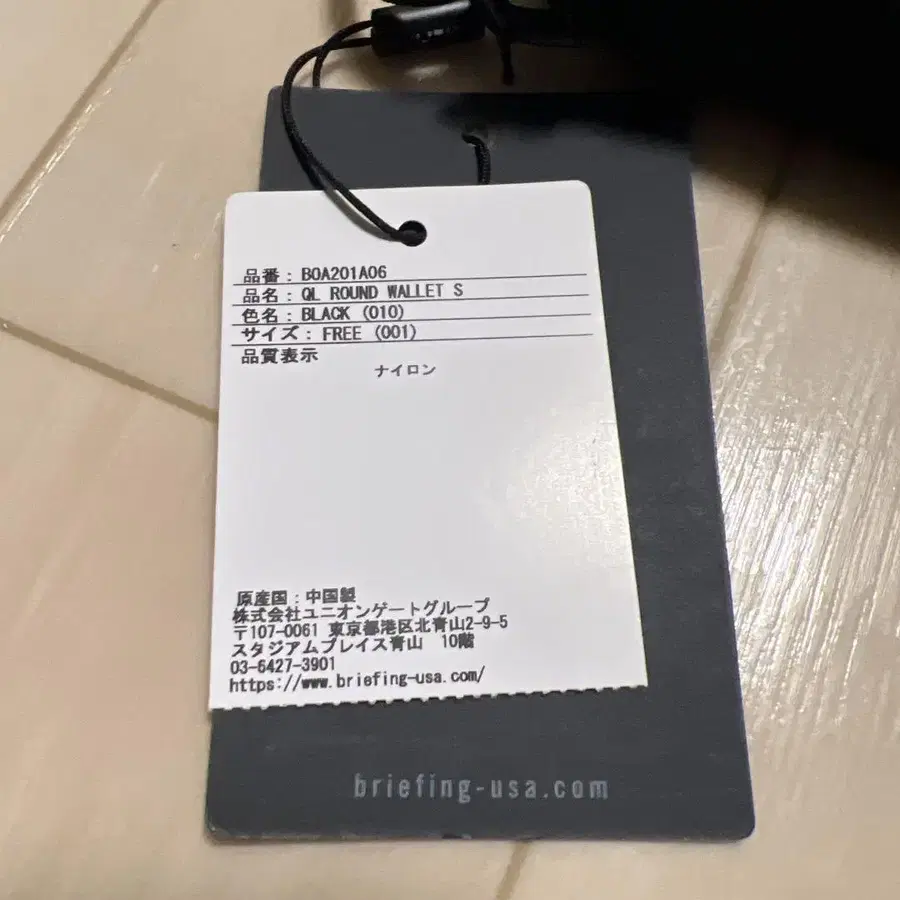 品番：BOA201A06
品名：QL ROUND WALLET S
色名：BLACK (010)
サイズ：FREE (001)
品質表示
ナイロン
原産国：中国製
株式会社ユニオンゲートグループ
〒107-0061 東京都港区北青山2-9-5
スタジアムプレイス青山 10階
03-6427-3901
https://www.briefing-usa.com/
briefing-usa.com